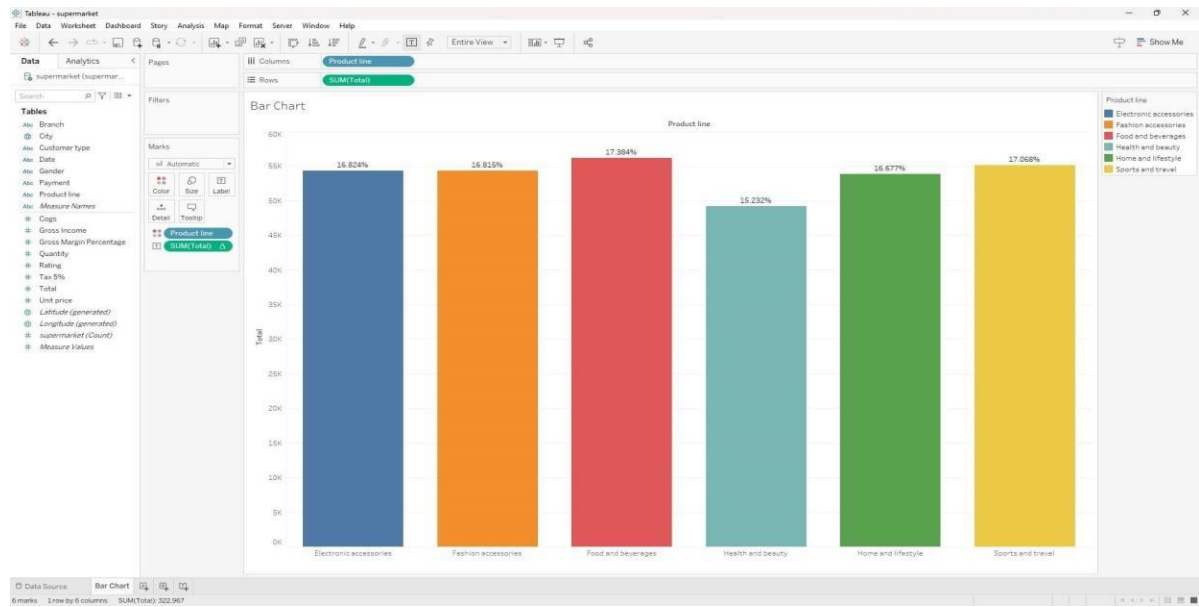 Tableau - supermarket
File Data Worksheet Dashboard Story Analysis Map Format Server Window Help
Entire View
Show Me
Data Analytics
supermarket (supermar...
Search
Tables
Abc Branch
City
Abc Customer type
Abc Date
Abc Gender
Abc Payment
Abc Product line
Abc Measure Names
# Cogs
# Gross Income
# Gross Margin Percentage
# Quantity
# Rating
# Tax 5%
# Total
# Unit price
Latitude (generated)
Longitude (generated)
# supermarket (Count)
# Measure Values
Pages
Filters
Marks
Automatic
Color Size Label
Detail Tooltip
Product line
SUM(Total)
Columns Product line
Rows SUM(Total)
Bar Chart
Product line
60K
55K
50K
45K
40K
35K
30K
25K
20K
15K
10K
5K
0K
Total
16.824% 16.815% 17.384% 15.232% 16.677% 17.068%
Electronic accessories Fashion accessories Food and beverages Health and beauty Home and lifestyle Sports and travel
Product line
Electronic accessories
Fashion accessories
Food and beverages
Health and beauty
Home and lifestyle
Sports and travel
Data Source Bar Chart
6 marks 1 row by 6 columns SUM(Total): 322,967